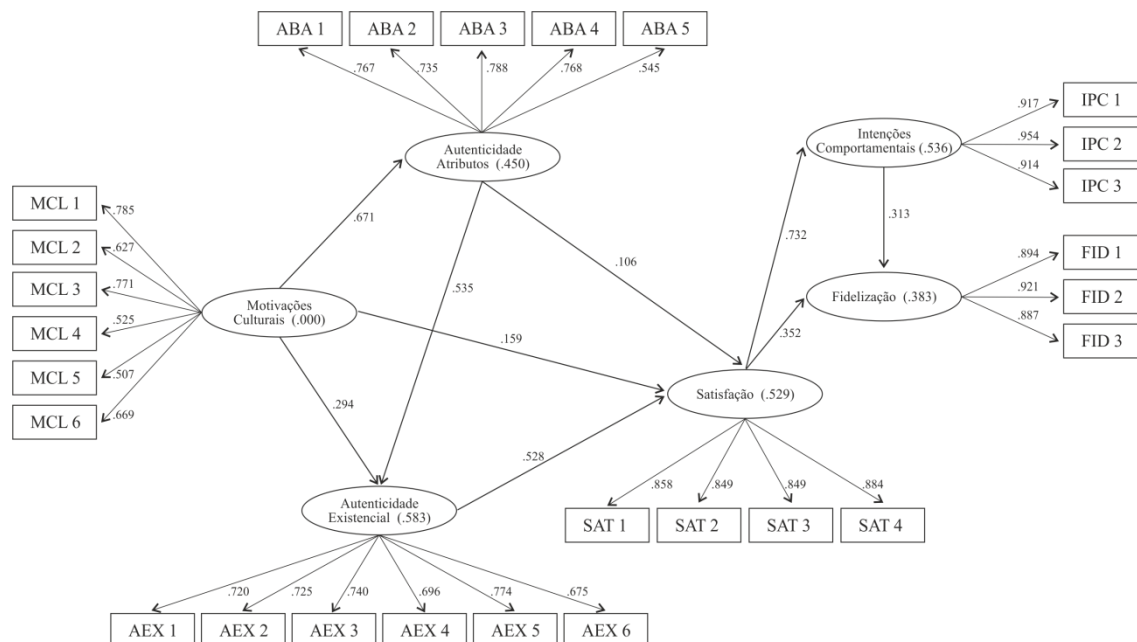 ABA 1 ABA 2 ABA 3 ABA 4 ABA 5
.767 .735 .788 .768 .545
Autenticidade
Atributos (.450)
Intenções
Comportamentais (.536)
.917 IPC 1
.954 IPC 2
.914 IPC 3
MCL 1 .785
MCL 2 .627
MCL 3 .771
MCL 4 .525
MCL 5 .507
MCL 6 .669
Motivações
Culturais (.000)
.671
.535
.106
.159
.294
.528
.732
.313
.352
Fidelização (.383)
.894 FID 1
.921 FID 2
.887 FID 3
Satisfação (.529)
.858 .849 .849 .884
SAT 1 SAT 2 SAT 3 SAT 4
Autenticidade
Existencial (.583)
.720 .725 .740 .696 .774 .675
AEX 1 AEX 2 AEX 3 AEX 4 AEX 5 AEX 6